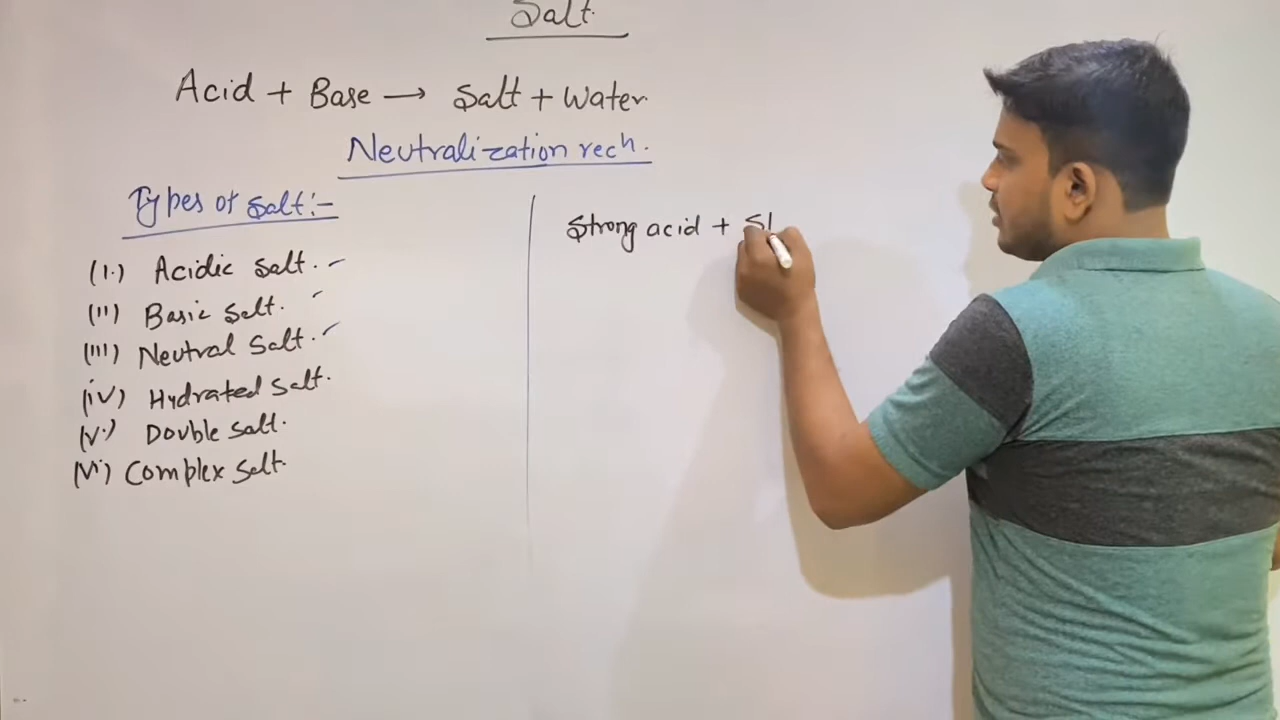 Salt.
Acid + Base → Salt + Water.
Neutralization rech.
Types of Salt:-
(I.) Acidic Salt.
(II) Basic Salt.
(III) Neutral Salt.
(iv) Hydrated Salt.
(v.) Double Salt.
(vi) Complex Salt.
Strong acid + St